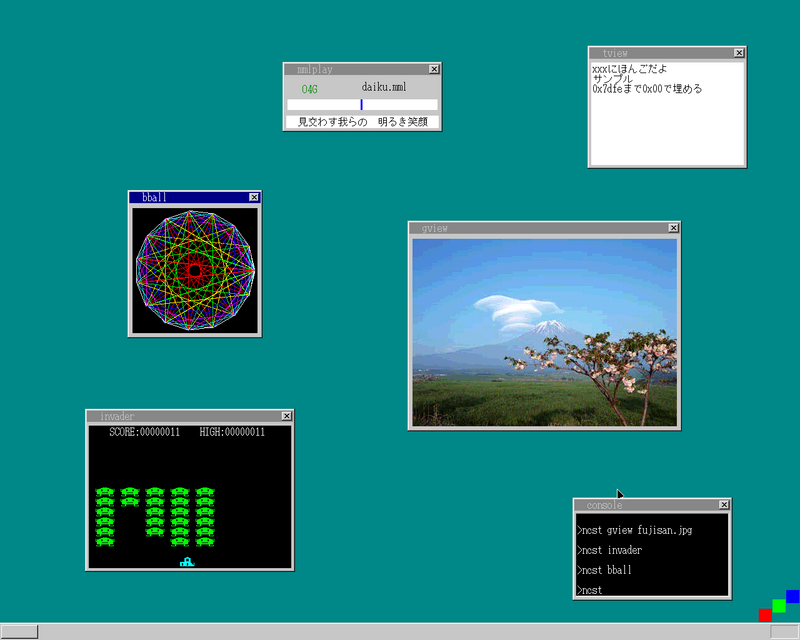 mmlplay
04G
daiku.mml
見交わす我らの　明るき笑顔
tview
xxxにほんごだよ
サンプル
0x7dfeまで0x00で埋める
bball
gview
invader
SCORE:00000011 HIGH:00000011
console
>ncst gview fujisan.jpg
>ncst invader
>ncst bball
>ncst